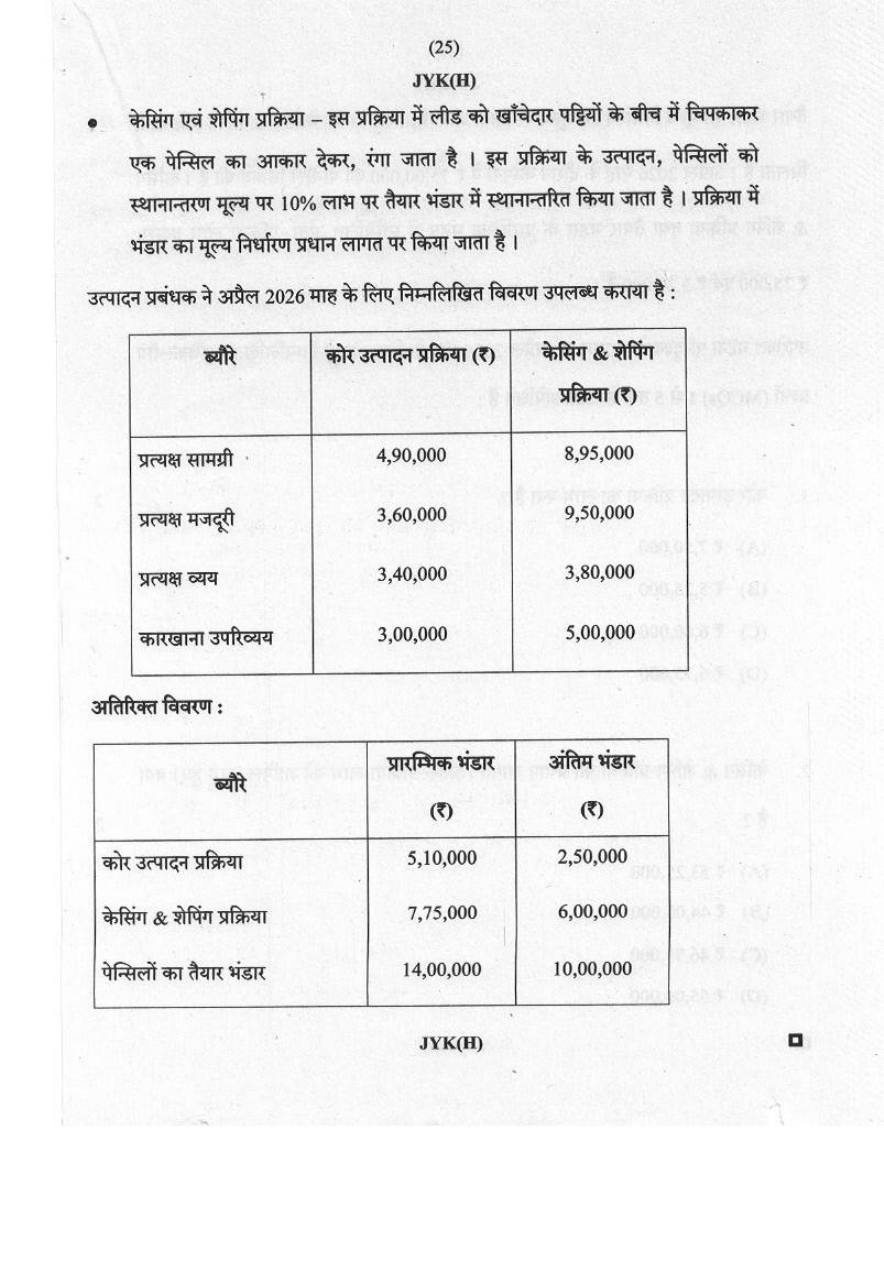 (25)
JYK(H)
• केसिंग एवं शेपिंग प्रक्रिया – इस प्रक्रिया में लीड को खाँचेदार पट्टियों के बीच में चिपकाकर
एक पेन्सिल का आकार देकर, रंगा जाता है । इस प्रक्रिया के उत्पादन, पेन्सिलों को
स्थानान्तरण मूल्य पर 10% लाभ पर तैयार भंडार में स्थानान्तरित किया जाता है । प्रक्रिया में
भंडार का मूल्य निर्धारण प्रधान लागत पर किया जाता है ।
उत्पादन प्रबंधक ने अप्रैल 2026 माह के लिए निम्नलिखित विवरण उपलब्ध कराया है :
ब्यौरे कोर उत्पादन प्रक्रिया (₹) केसिंग & शेपिंग
प्रक्रिया (₹)
प्रत्यक्ष सामग्री 4,90,000 8,95,000
प्रत्यक्ष मजदूरी 3,60,000 9,50,000
प्रत्यक्ष व्यय 3,40,000 3,80,000
कारखाना उपरिव्यय 3,00,000 5,00,000
अतिरिक्त विवरण :
ब्यौरे प्रारम्भिक भंडार अंतिम भंडार
(₹) (₹)
कोर उत्पादन प्रक्रिया 5,10,000 2,50,000
केसिंग & शेपिंग प्रक्रिया 7,75,000 6,00,000
पेन्सिलों का तैयार भंडार 14,00,000 10,00,000
JYK(H)